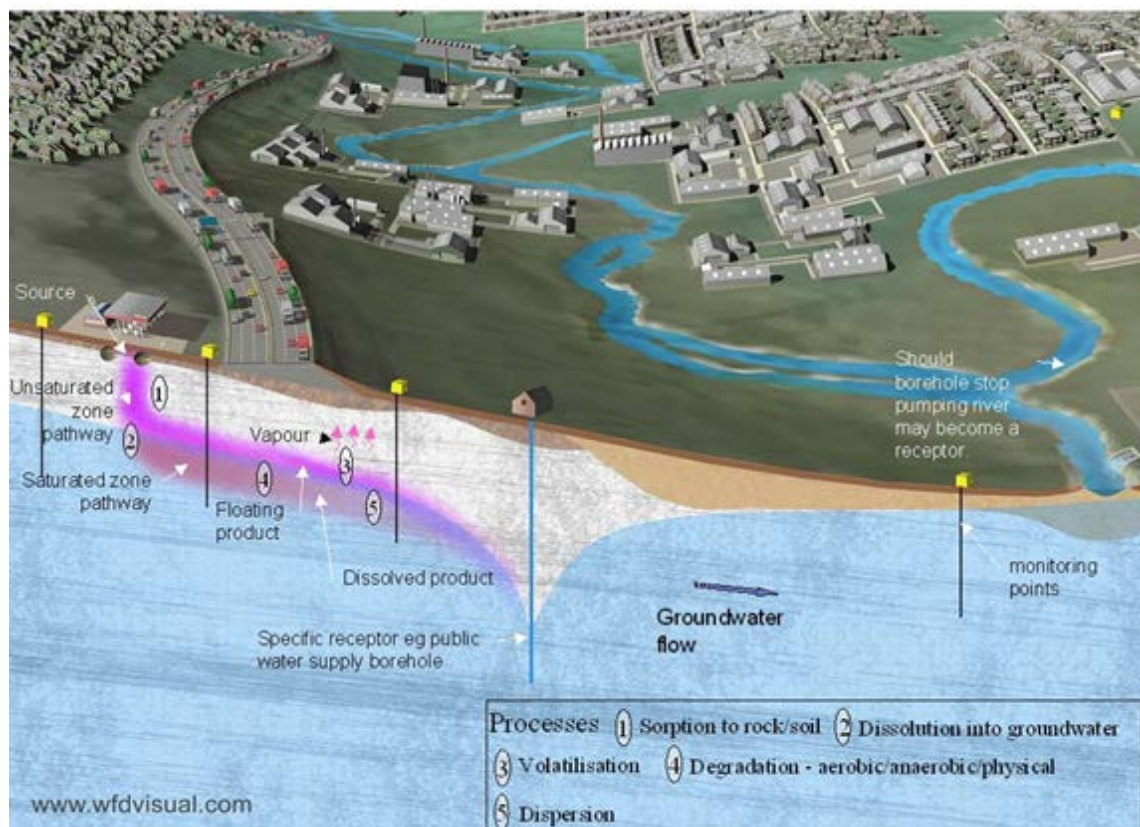 Source
Unsaturated
zone
pathway
1
2
Saturated zone
pathway
Vapour
3
4
Floating
product
5
Dissolved product
Specific receptor eg public
water supply borehole
Should
borehole stop
pumping river
may become a
receptor
monitoring
points
Groundwater
flow
Processes 1 Sorption to rock/soil 2 Dissolution into groundwater
3 Volatilisation 4 Degradation - aerobic/anaerobic/physical
5 Dispersion
www.wfdvisual.com